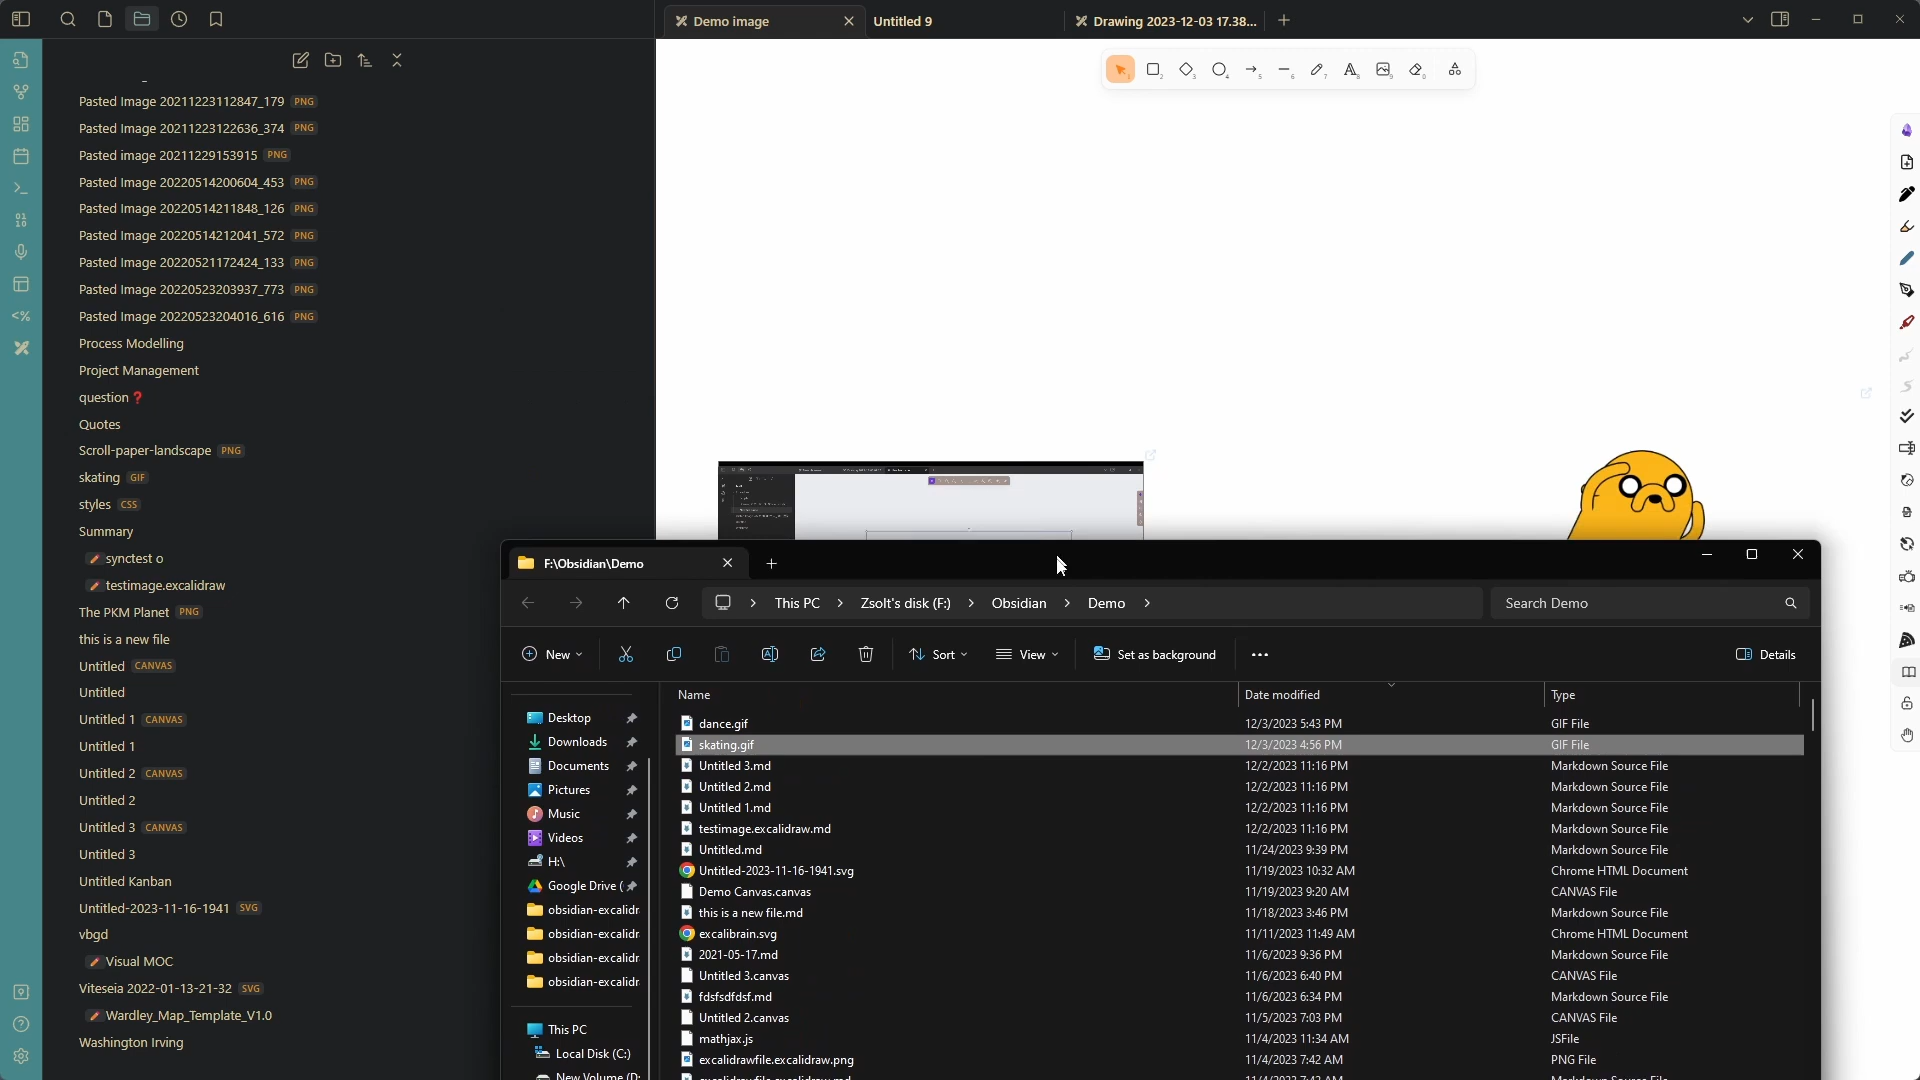 Demo image
Untitled 9
Drawing 2023-12-03 17.38...
Pasted Image 20211223112847_179 PNG
Pasted Image 20211223122636_374 PNG
Pasted image 20211229153915 PNG
Pasted Image 20220514200604_453 PNG
Pasted Image 20220514211848_126 PNG
Pasted Image 20220514212041_572 PNG
Pasted Image 20220521172424_133 PNG
Pasted Image 20220523203937_773 PNG
Pasted Image 20220523204016_616 PNG
Process Modelling
Project Management
question❓
Quotes
Scroll-paper-landscape PNG
skating GIF
styles CSS
Summary
synctest o
testimage.excalidraw
The PKM Planet PNG
this is a new file
Untitled CANVAS
Untitled
Untitled 1 CANVAS
Untitled 1
Untitled 2 CANVAS
Untitled 2
Untitled 3 CANVAS
Untitled 3
Untitled Kanban
Untitled-2023-11-16-1941 SVG
vbgd
Visual MOC
Viteseia 2022-01-13-21-32 SVG
Wardley_Map_Template_V1.0
Washington Irving
F:\Obsidian\Demo
This PC > Zsolt's disk (F:) > Obsidian > Demo >
Search Demo
New
Sort
View
Set as background
Details
Desktop
Downloads
Documents
Pictures
Music
Videos
H:\
Google Drive (
obsidian-excalidr
obsidian-excalidr
obsidian-excalidr
obsidian-excalidr
This PC
Local Disk (C:)
New Volume (D:
Name Date modified Type
dance.gif 12/3/2023 5:43 PM GIF File
skating.gif 12/3/2023 4:56 PM GIF File
Untitled 3.md 12/2/2023 11:16 PM Markdown Source File
Untitled 2.md 12/2/2023 11:16 PM Markdown Source File
Untitled 1.md 12/2/2023 11:16 PM Markdown Source File
testimage.excalidraw.md 12/2/2023 11:16 PM Markdown Source File
Untitled.md 11/24/2023 9:39 PM Markdown Source File
Untitled-2023-11-16-1941.svg 11/19/2023 10:32 AM Chrome HTML Document
Demo Canvas.canvas 11/19/2023 9:20 AM CANVAS File
this is a new file.md 11/18/2023 3:46 PM Markdown Source File
excalibrain.svg 11/11/2023 11:49 AM Chrome HTML Document
2021-05-17.md 11/6/2023 9:36 PM Markdown Source File
Untitled 3.canvas 11/6/2023 6:40 PM CANVAS File
fdsfsdfdsf.md 11/6/2023 6:34 PM Markdown Source File
Untitled 2.canvas 11/5/2023 7:03 PM CANVAS File
mathjax.js 11/4/2023 11:34 AM JSFile
excalidrawfile.excalidraw.png 11/4/2023 7:42 AM PNG File